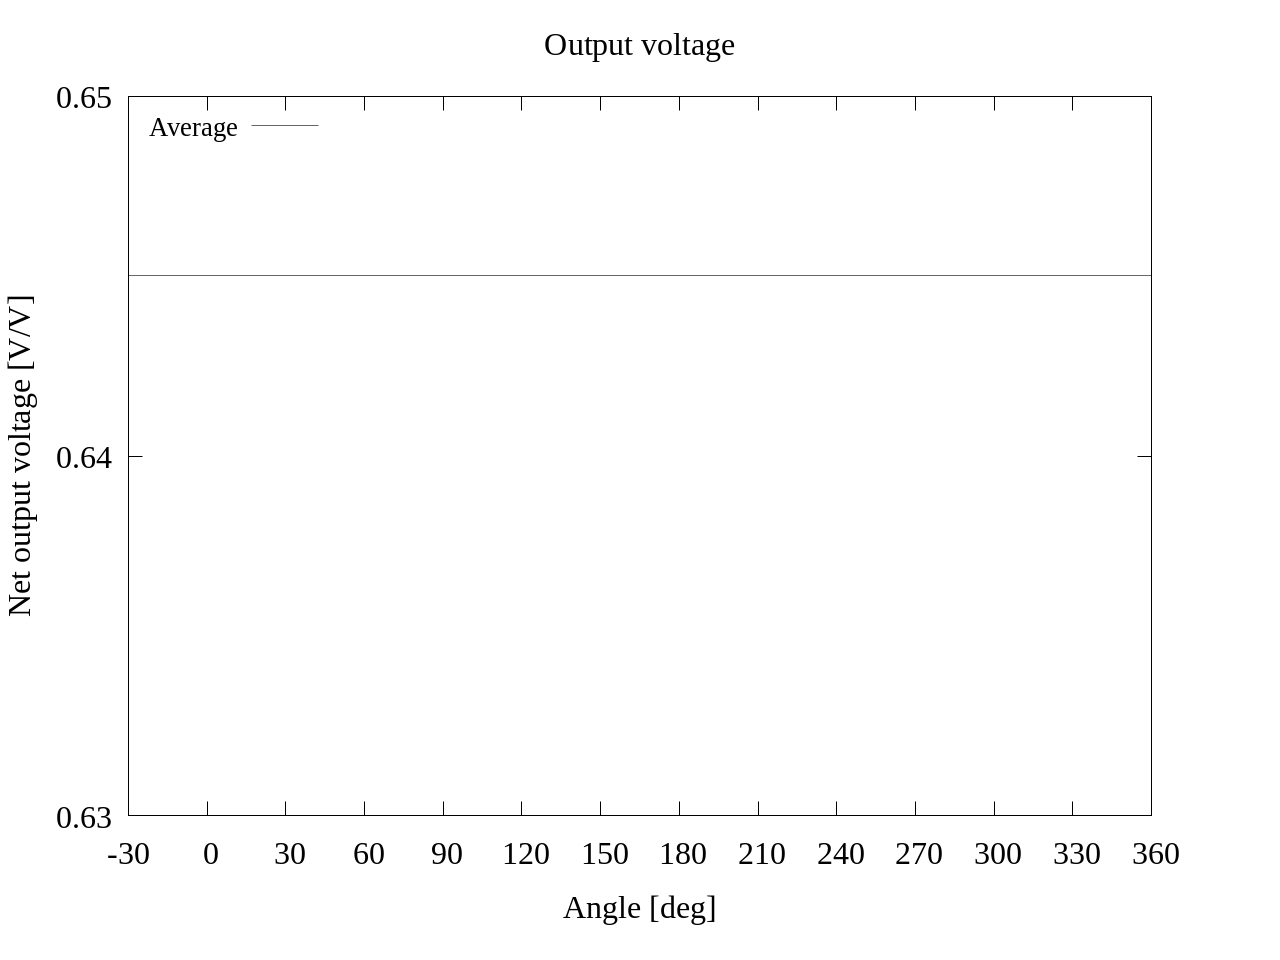 Output voltage
0.65
Average
0.64
0.63
Net output voltage [V/V]
-30 0 30 60 90 120 150 180 210 240 270 300 330 360
Angle [deg]